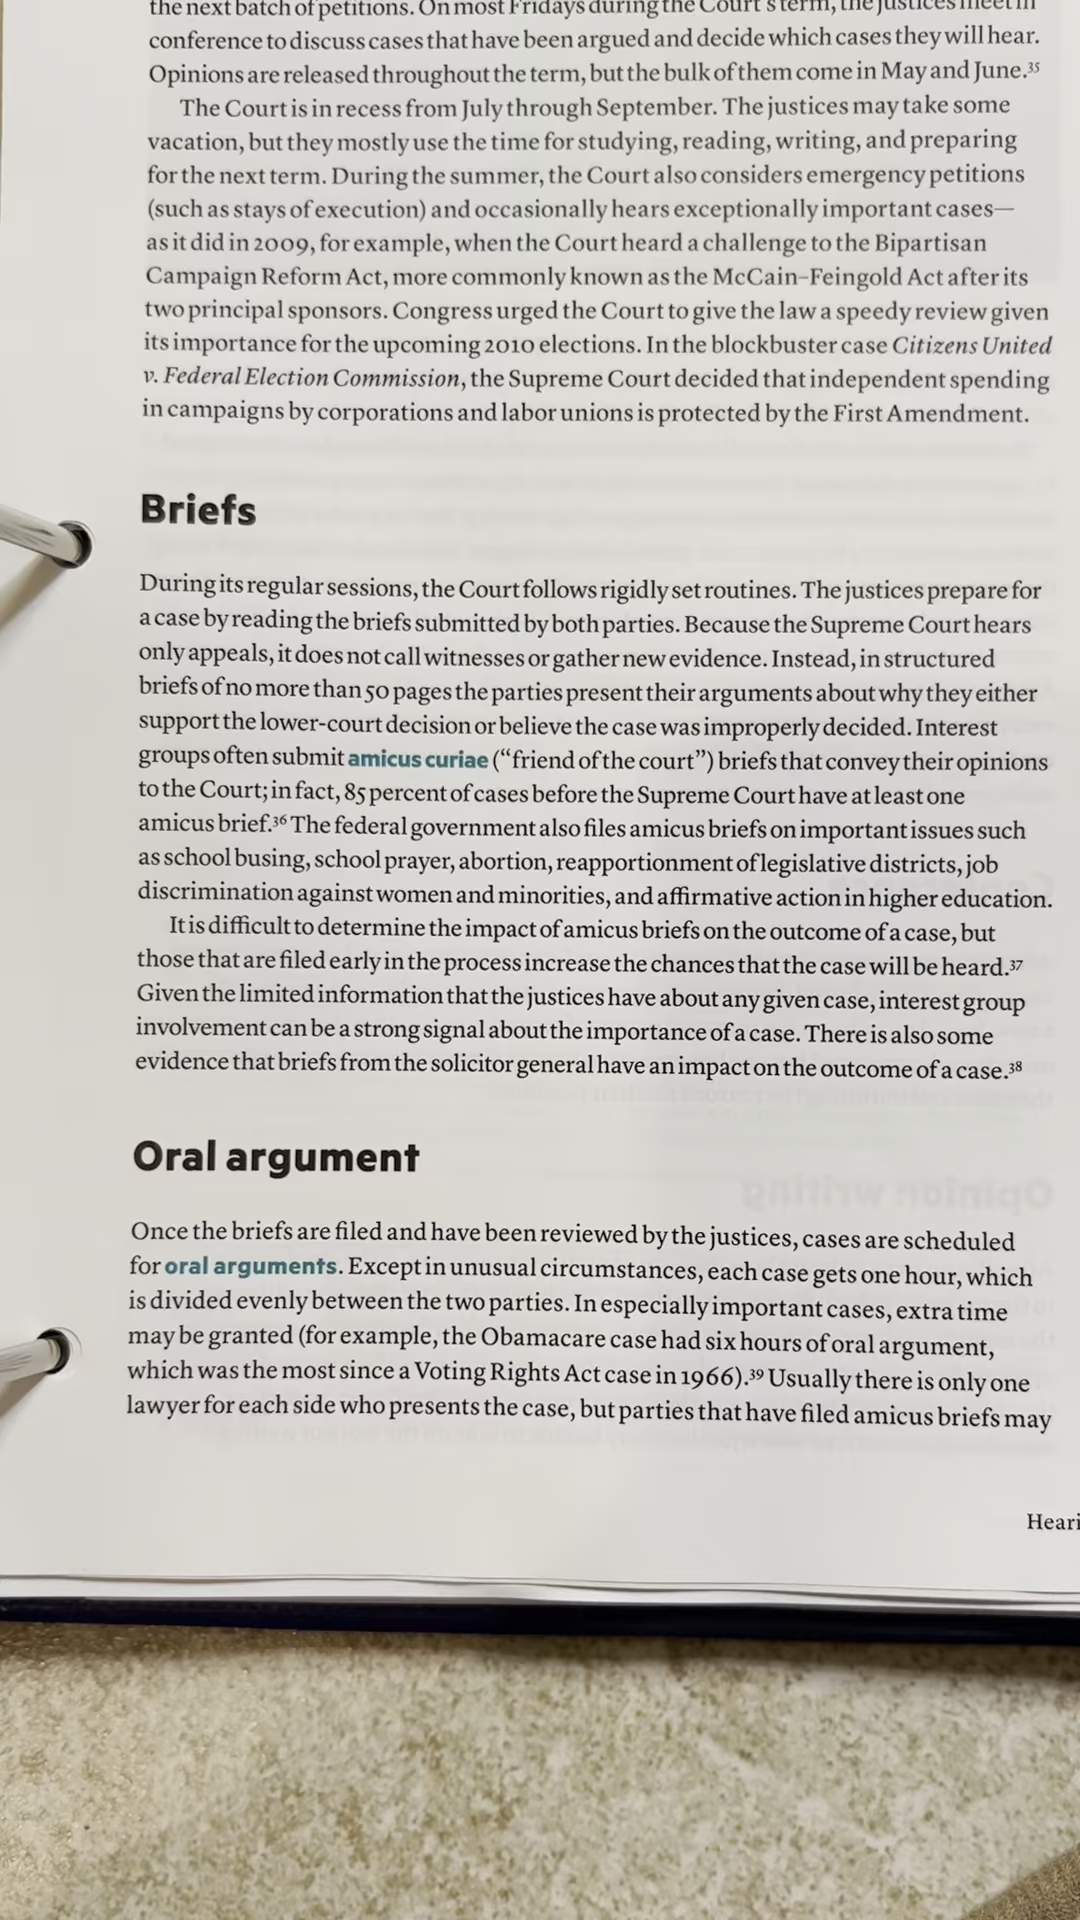 the next batch of petitions. On most Fridays during the Court's term, the justices meet in
conference to discuss cases that have been argued and decide which cases they will hear.
Opinions are released throughout the term, but the bulk of them come in May and June.35
The Court is in recess from July through September. The justices may take some
vacation, but they mostly use the time for studying, reading, writing, and preparing
for the next term. During the summer, the Court also considers emergency petitions
(such as stays of execution) and occasionally hears exceptionally important cases—
as it did in 2009, for example, when the Court heard a challenge to the Bipartisan
Campaign Reform Act, more commonly known as the McCain–Feingold Act after its
two principal sponsors. Congress urged the Court to give the law a speedy review given
its importance for the upcoming 2010 elections. In the blockbuster case Citizens United
v. Federal Election Commission, the Supreme Court decided that independent spending
in campaigns by corporations and labor unions is protected by the First Amendment.
Briefs
During its regular sessions, the Court follows rigidly set routines. The justices prepare for
a case by reading the briefs submitted by both parties. Because the Supreme Court hears
only appeals, it does not call witnesses or gather new evidence. Instead, in structured
briefs of no more than 50 pages the parties present their arguments about why they either
support the lower-court decision or believe the case was improperly decided. Interest
groups often submit amicus curiae (“friend of the court”) briefs that convey their opinions
to the Court; in fact, 85 percent of cases before the Supreme Court have at least one
amicus brief.36 The federal government also files amicus briefs on important issues such
as school busing, school prayer, abortion, reapportionment of legislative districts, job
discrimination against women and minorities, and affirmative action in higher education.
It is difficult to determine the impact of amicus briefs on the outcome of a case, but
those that are filed early in the process increase the chances that the case will be heard.37
Given the limited information that the justices have about any given case, interest group
involvement can be a strong signal about the importance of a case. There is also some
evidence that briefs from the solicitor general have an impact on the outcome of a case.38
Oral argument
Once the briefs are filed and have been reviewed by the justices, cases are scheduled
for oral arguments. Except in unusual circumstances, each case gets one hour, which
is divided evenly between the two parties. In especially important cases, extra time
may be granted (for example, the Obamacare case had six hours of oral argument,
which was the most since a Voting Rights Act case in 1966).39 Usually there is only one
lawyer for each side who presents the case, but parties that have filed amicus briefs may
Heari